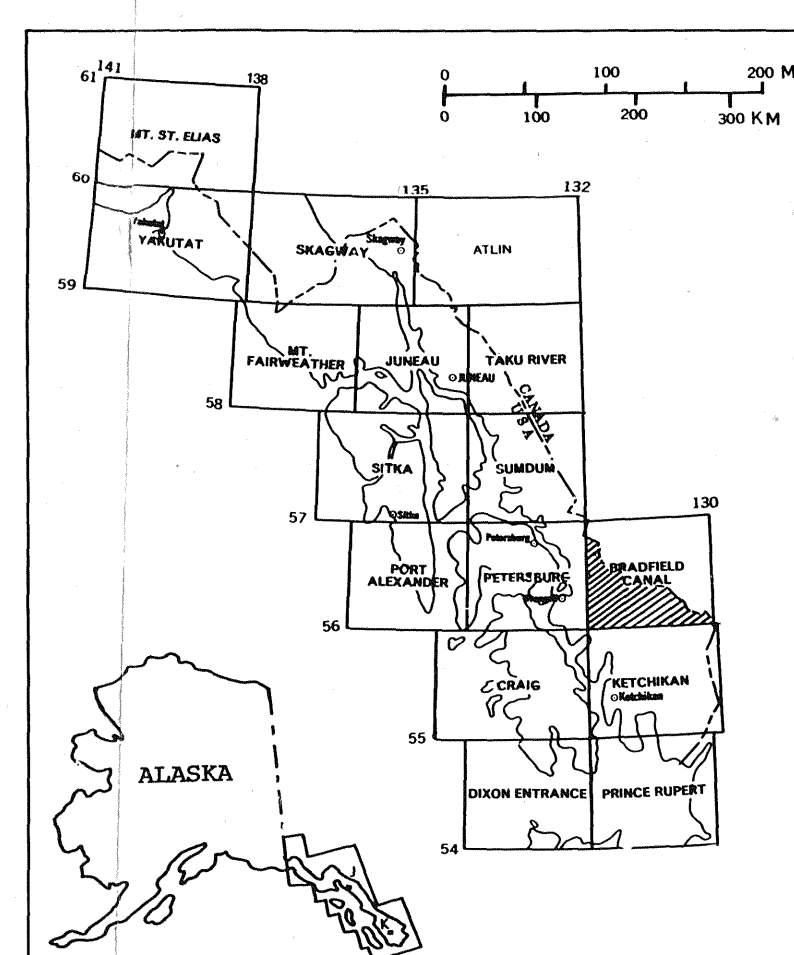 141
61
138
0 100 200 M
0 100 200 300 KM
MT. ST. ELIAS
60
135
132
Yakutat
YAKUTAT
SKAGWAY
Skagway
ATLIN
59
MT.
FAIRWEATHER
JUNEAU
JUNEAU
TAKU RIVER
58
CANADA
USA
SITKA
SUMDUM
57
Sitka
130
Petersburg
PORT
ALEXANDER
PETERSBURG
BRADFIELD
CANAL
56
CRAIG
KETCHIKAN
Ketchikan
55
DIXON ENTRANCE
PRINCE RUPERT
54
ALASKA
J
K